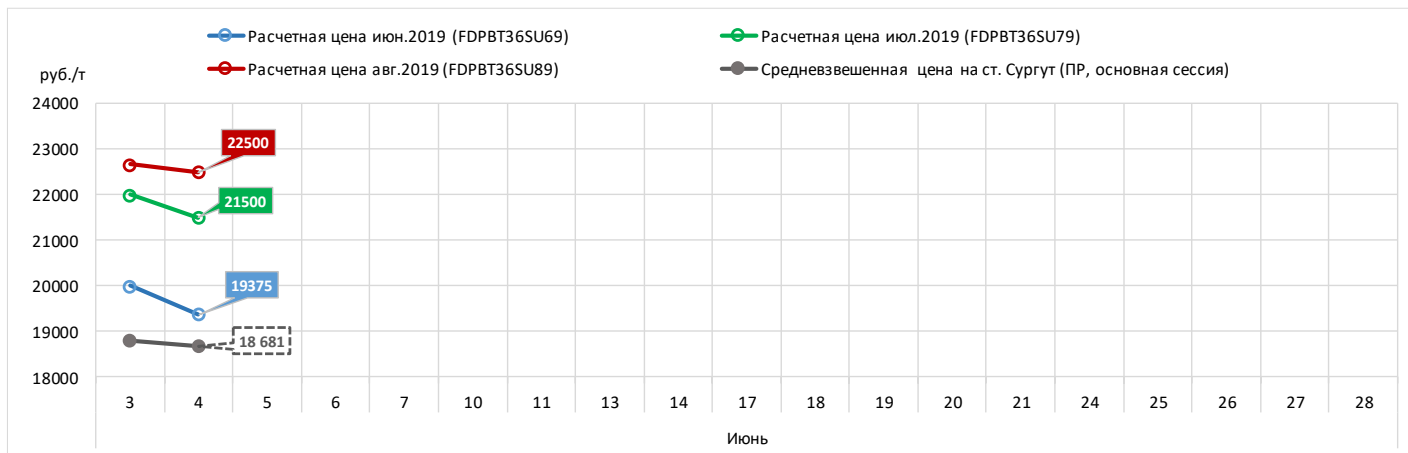 Расчетная цена июн.2019 (FDPBT36SU69)
Расчетная цена июл.2019 (FDPBT36SU79)
Расчетная цена авг.2019 (FDPBT36SU89)
Средневзвешенная цена на ст. Сургут (ПР, основная сессия)
руб./т
24000
23000
22000
21000
20000
19000
18000
22500
21500
19375
18 681
3 4 5 6 7 10 11 13 14 17 18 19 20 21 24 25 26 27 28
Июнь